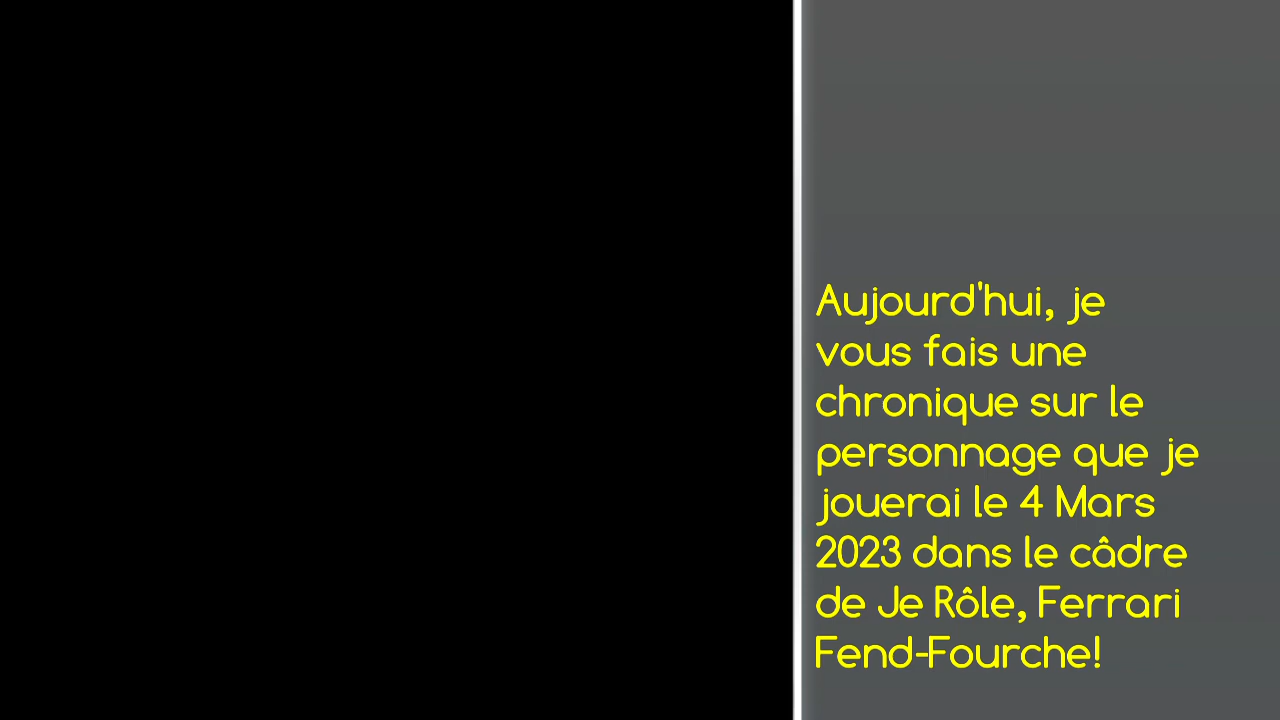 Aujourd'hui, je
vous fais une
chronique sur le
personnage que je
jouerai le 4 Mars
2023 dans le câdre
de Je Rôle, Ferrari
Fend-Fourche!